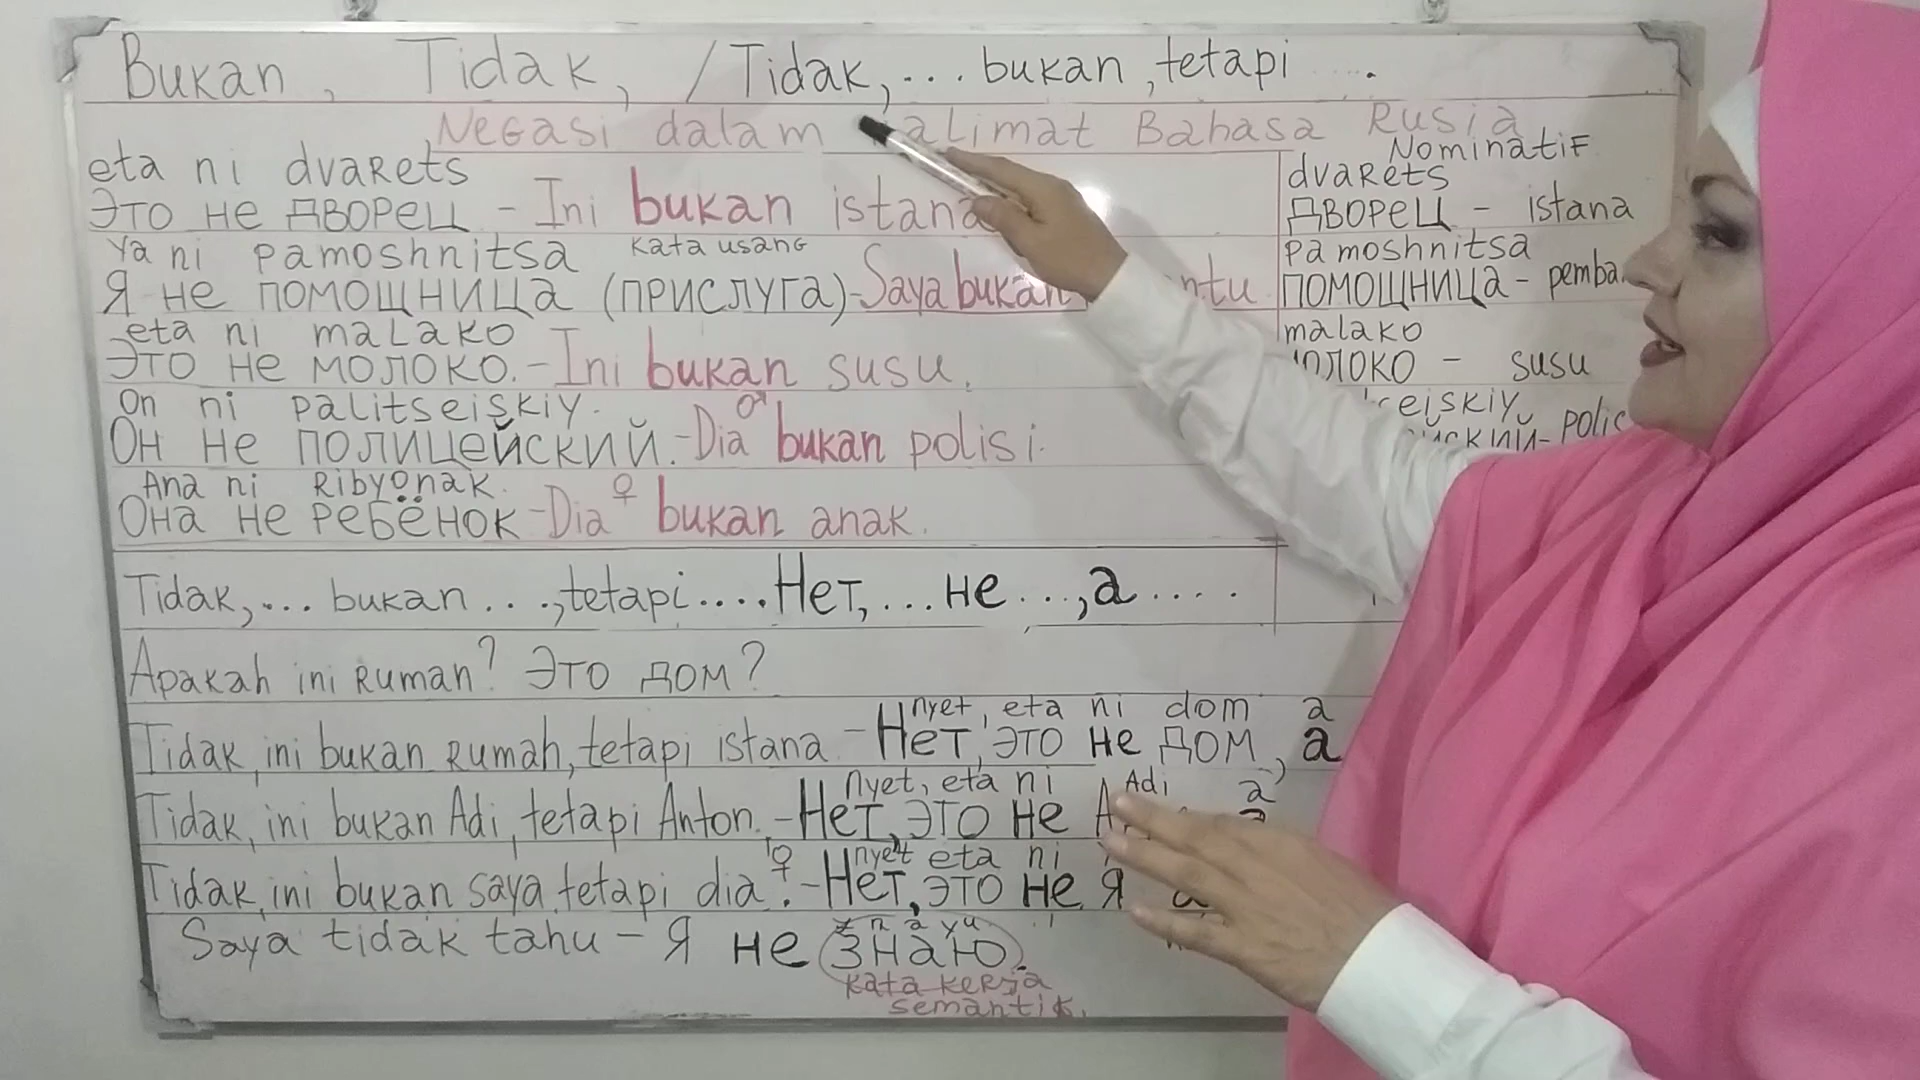 Bukan, Tidak, / Tidak, ... bukan, tetapi ....
Negasi dalam Kalimat Bahasa Rusia
Nominatif
eta ni dvarets
Это не дворец - Ini bukan istana
ya ni pamoshnitsa kata usang
Я не помощница (прислуга) - Saya bukan
eta ni malako
Это не молоко. - Ini bukan susu.
On ni palitseiskiy.
Он не полицейский. - Dia ♂ bukan polisi.
Ana ni Ribyonak.
Она не ребёнок - Dia ♀ bukan anak.
dvarets
дворец - istana
pamoshnitsa
помощница -
malako
молоко - susu
Tidak, ... bukan ..., tetapi .... Нет, ... не ..., а ....
Apakah ini Rumah? Это дом?
nyet, eta ni dom a
Tidak, ini bukan Rumah, tetapi istana - Нет, это не дом, а
nyet, eta ni Adi a
Tidak, ini bukan Adi, tetapi Anton. - Нет, это не
nyet eta ni
Tidak, ini bukan saya, tetapi dia ♀. - Нет, это не я
znayu
Saya tidak tahu - Я не знаю.
kata kerja
semantik.